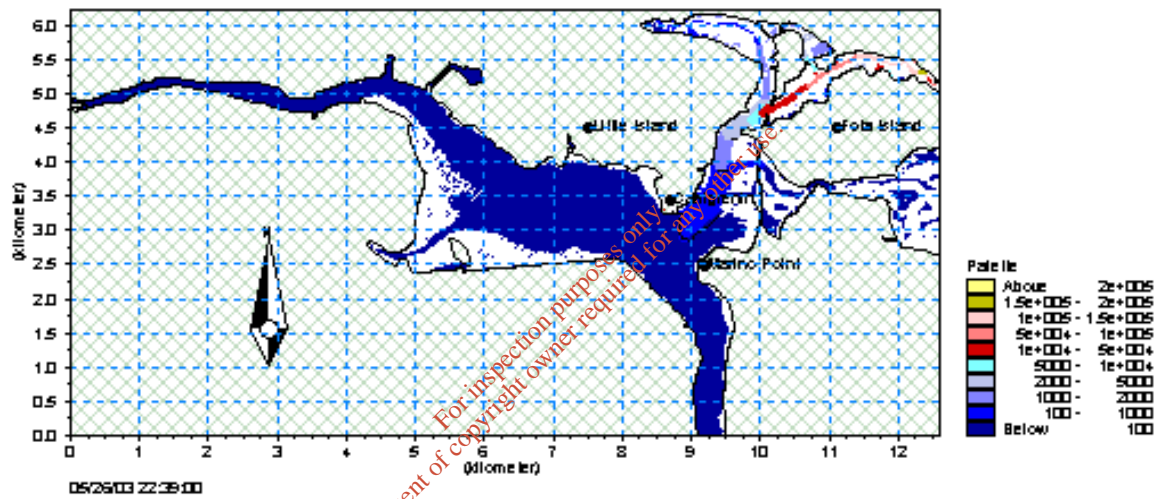 6.0
5.5
5.0
4.5
4.0
3.5
3.0
2.5
2.0
1.5
1.0
0.5
0.0
(kilometer)
Little Island
Fota Island
Marino Point
0 1 2 3 4 5 6 7 8 9 10 11 12
(kilometer)
05/26/03 22:39:00
For inspection purposes only.
ent of copyright owner required for any other use.
Palette
Above 2e+005
1.5e+005 - 2e+005
1e+005 - 1.5e+005
5e+004 - 1e+005
1e+004 - 5e+004
5000 - 1e+004
2000 - 5000
1000 - 2000
100 - 1000
Below 100